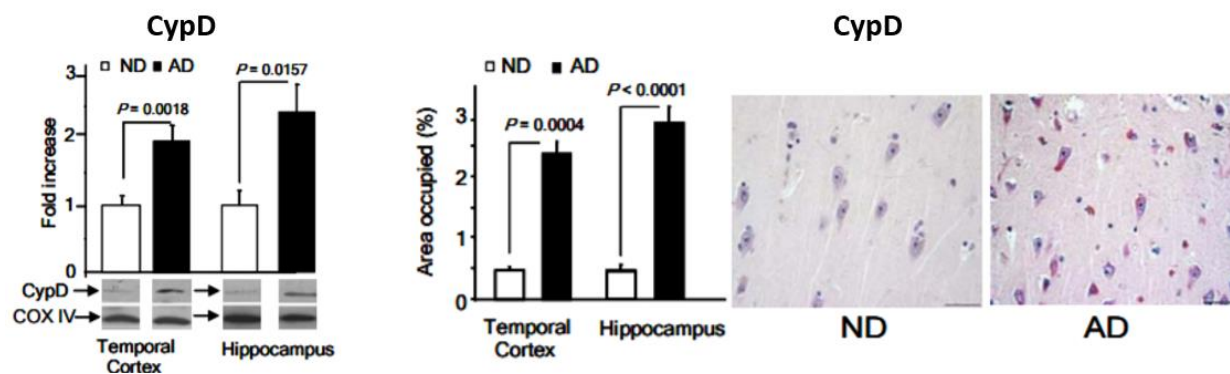 CypD
ND AD
P = 0.0157
P = 0.0018
Fold increase
3
2
1
0
CypD
COX IV
Temporal
Cortex
Hippocampus
CypD
ND AD
P < 0.0001
P = 0.0004
Area occupied (%)
3
2
1
0
Temporal
Cortex
Hippocampus
ND
AD